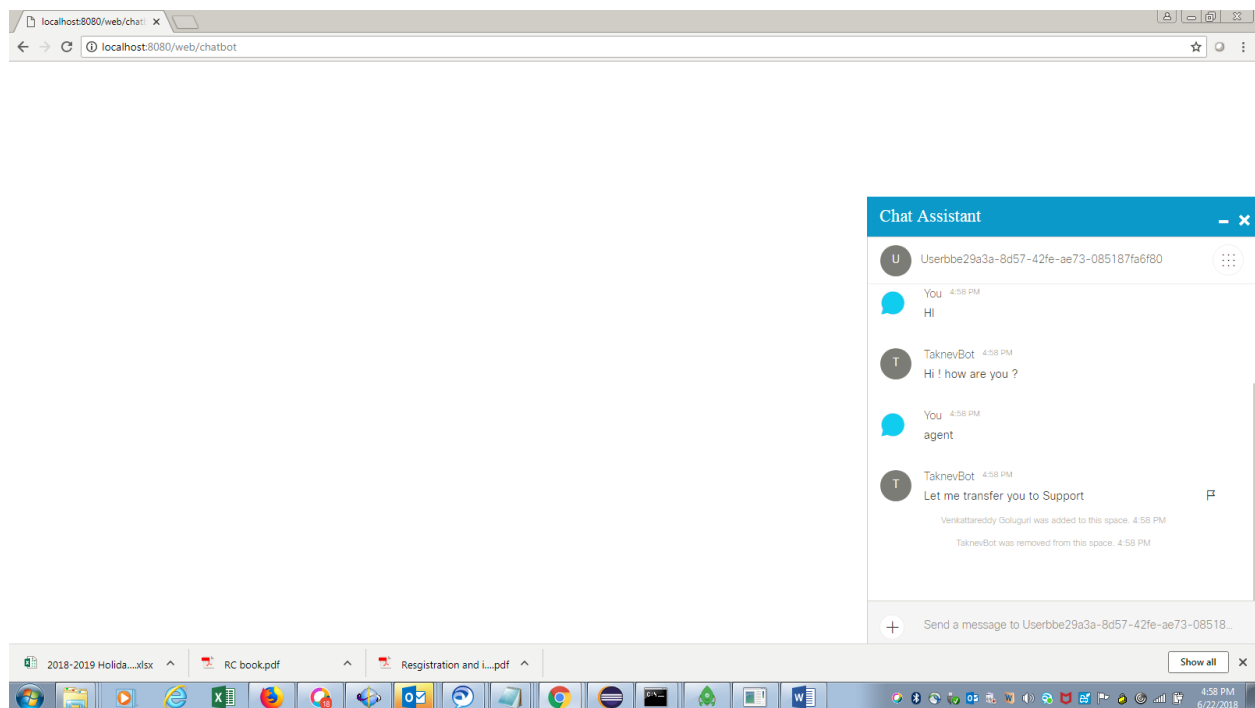 localhost:8080/web/chat
localhost:8080/web/chatbot
Chat Assistant
U
Userbbe29a3a-8d57-42fe-ae73-085187fa6f80
You 4:58 PM
HI
T
TaknevBot 4:58 PM
Hi ! how are you ?
You 4:58 PM
agent
T
TaknevBot 4:58 PM
Let me transfer you to Support
Venkattareddy Goluguri was added to this space. 4:58 PM
TaknevBot was removed from this space. 4:58 PM
Send a message to Userbbe29a3a-8d57-42fe-ae73-08518...
2018-2019 Holida....xlsx
RC book.pdf
Resgistration and i....pdf
Show all
4:58 PM
6/22/2018